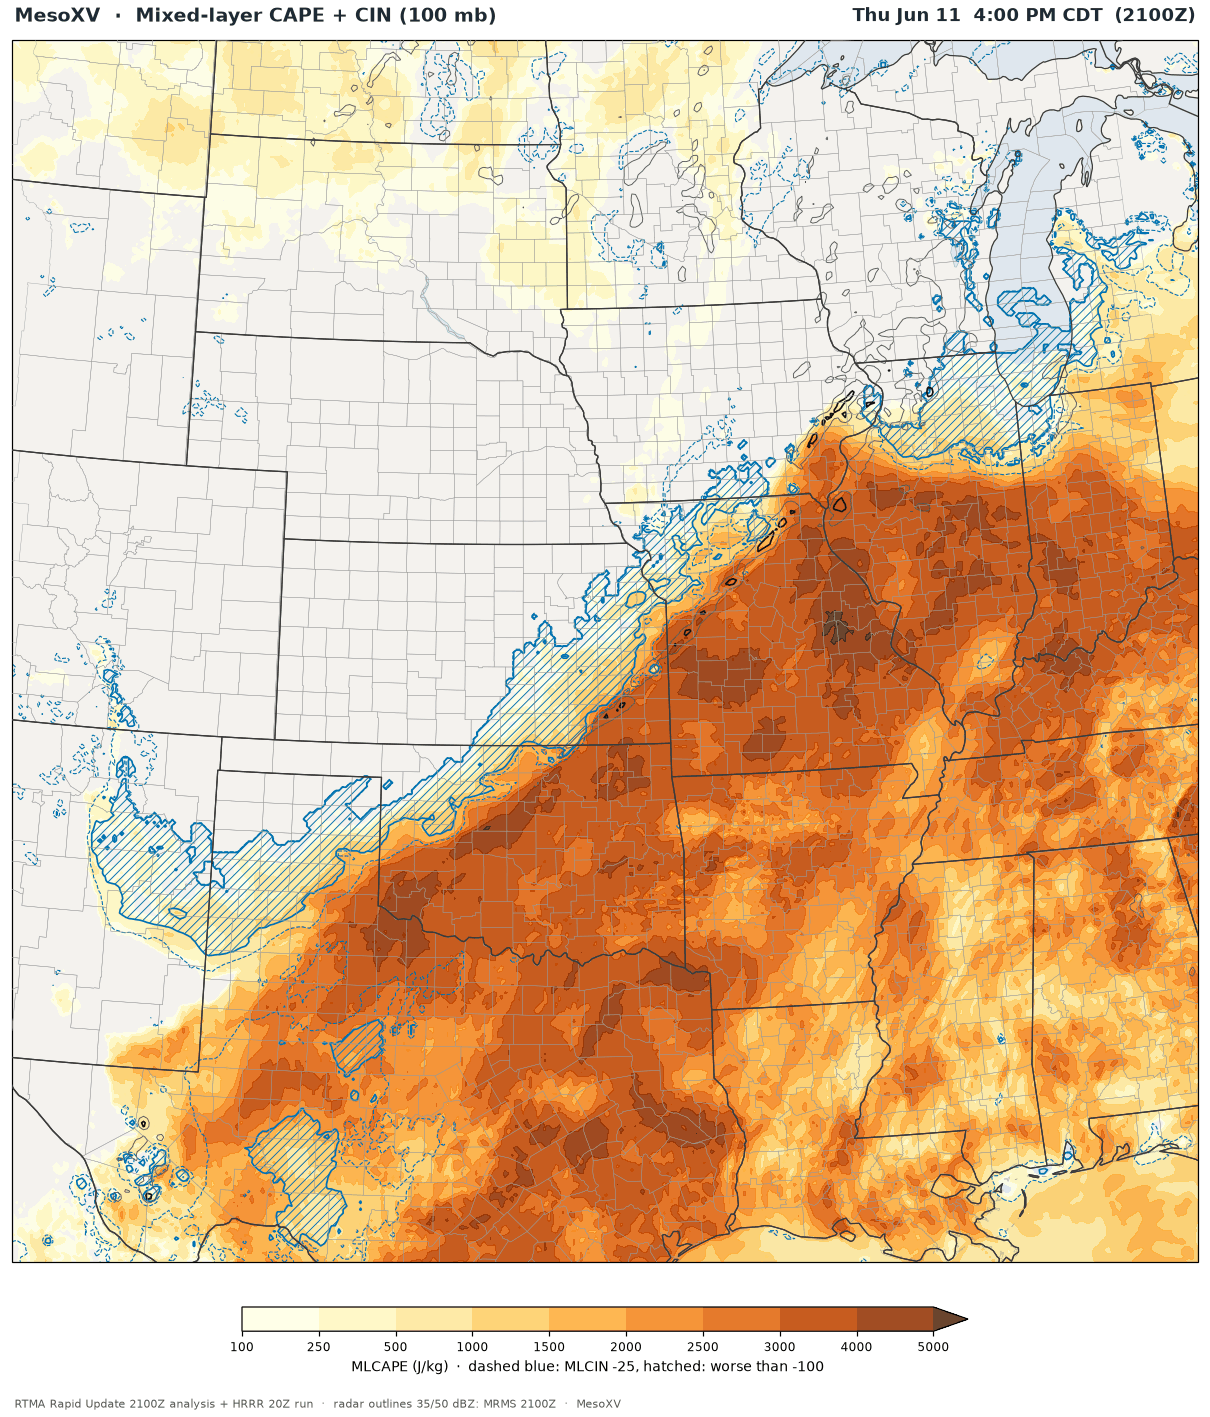 MesoXV · Mixed-layer CAPE + CIN (100 mb)
Thu Jun 11 4:00 PM CDT (2100Z)
100 250 500 1000 1500 2000 2500 3000 4000 5000
MLCAPE (J/kg) · dashed blue: MLCIN -25, hatched: worse than -100
RTMA Rapid Update 2100Z analysis + HRRR 20Z run · radar outlines 35/50 dBZ: MRMS 2100Z · MesoXV